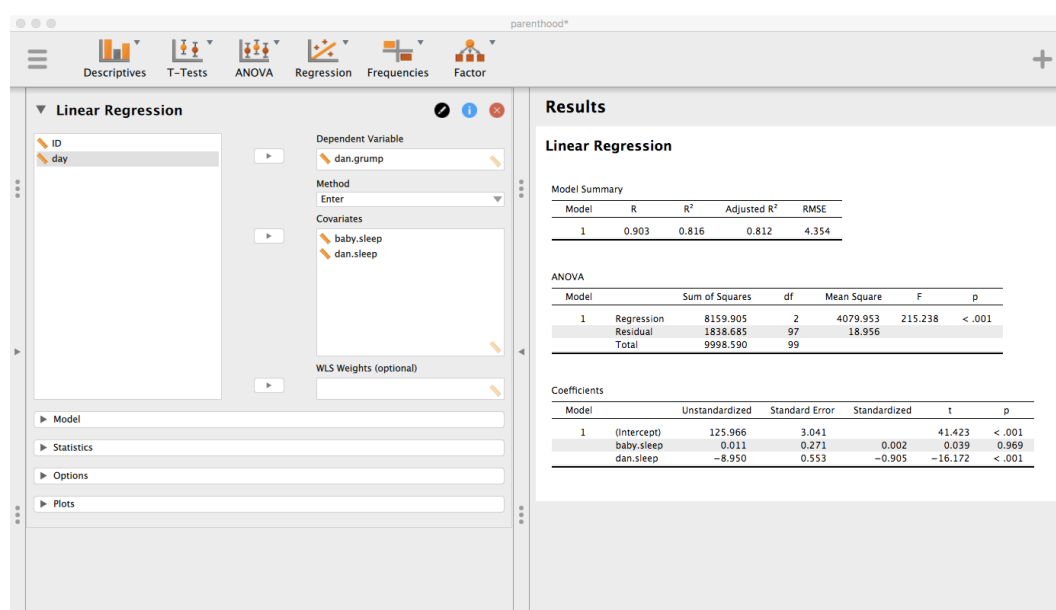 parenthood*
Descriptives T-Tests ANOVA Regression Frequencies Factor
Linear Regression
ID
day
Dependent Variable
dan.grump
Method
Enter
Covariates
baby.sleep
dan.sleep
WLS Weights (optional)
Model
Statistics
Options
Plots
Results
Linear Regression
Model Summary
Model R R² Adjusted R² RMSE
1 0.903 0.816 0.812 4.354
ANOVA
Model Sum of Squares df Mean Square F p
1 Regression 8159.905 2 4079.953 215.238 < .001
Residual 1838.685 97 18.956
Total 9998.590 99
Coefficients
Model Unstandardized Standard Error Standardized t p
1 (Intercept) 125.966 3.041 41.423 < .001
baby.sleep 0.011 0.271 0.002 0.039 0.969
dan.sleep −8.950 0.553 −0.905 −16.172 < .001